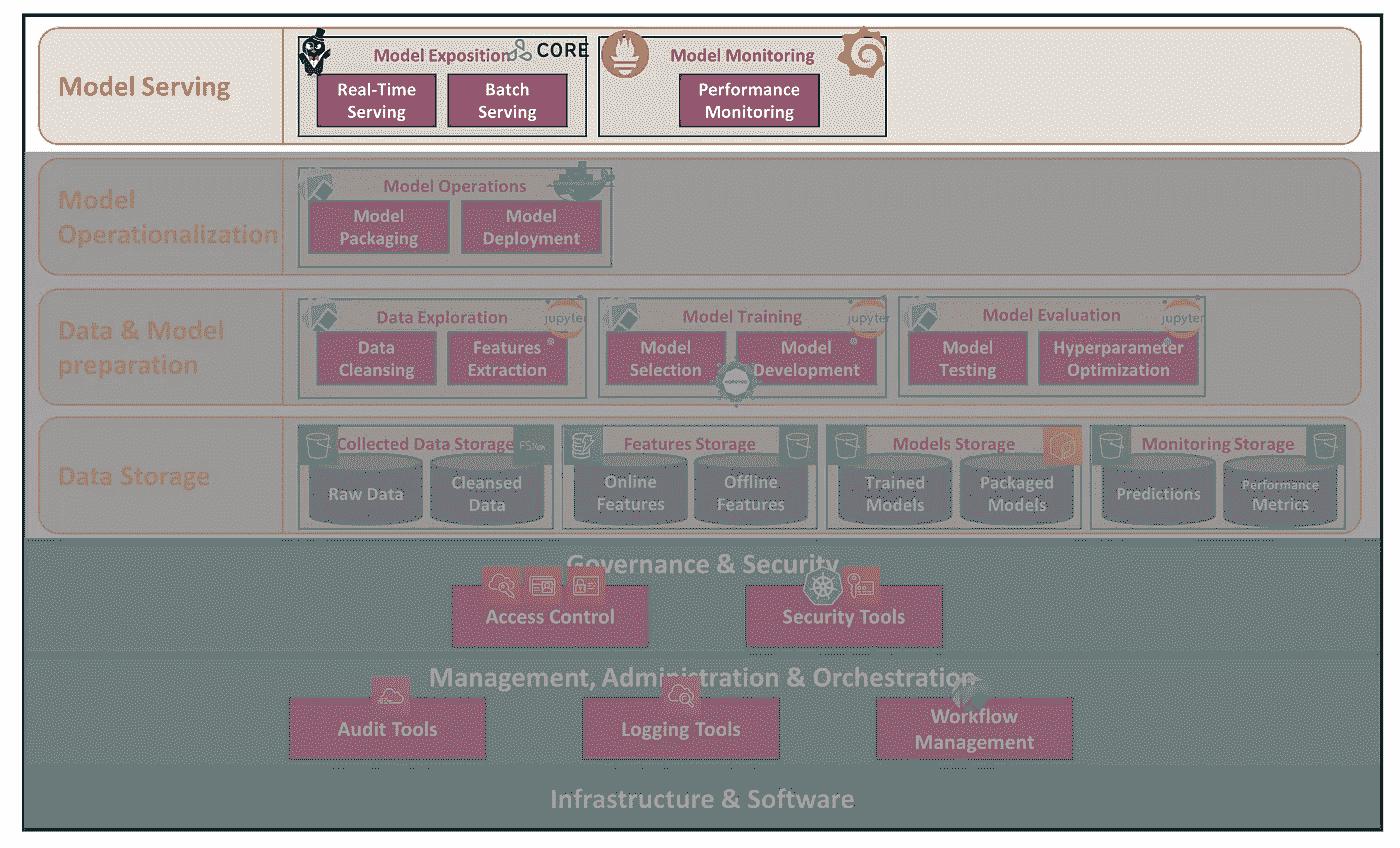 Model Serving
Model Exposition
CORE
Real-Time
Serving
Batch
Serving
Model Monitoring
Performance
Monitoring
Model
Operationalization
Model Operations
Model
Packaging
Model
Deployment
Data & Model
preparation
Data Exploration
jupyter
Data
Cleansing
Features
Extraction
Model Training
jupyter
Model
Selection
Model
Development
Model Evaluation
jupyter
Model
Testing
Hyperparameter
Optimization
Data Storage
Collected Data Storage
Raw Data
Cleansed
Data
Features Storage
Online
Features
Offline
Features
Models Storage
Trained
Models
Packaged
Models
Monitoring Storage
Predictions
Performance
Metrics
Governance & Security
Access Control
Security Tools
Management, Administration & Orchestration
Audit Tools
Logging Tools
Workflow
Management
Infrastructure & Software